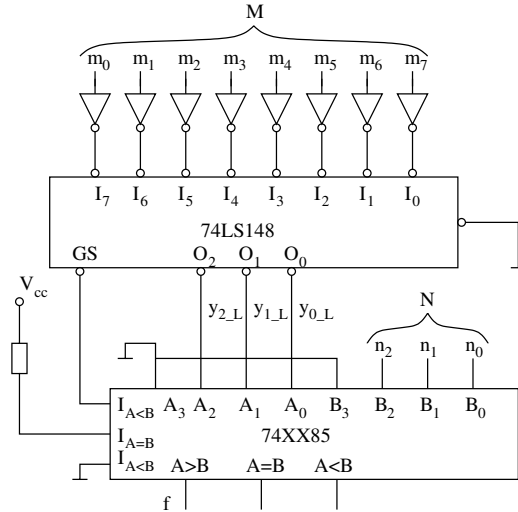 M
m0 m1 m2 m3 m4 m5 m6 m7
I7 I6 I5 I4 I3 I2 I1 I0
74LS148
GS O2 O1 O0
Vcc
y2_L y1_L y0_L
N
n2 n1 n0
IA<B A3 A2 A1 A0 B3 B2 B1 B0
IA=B
74XX85
IA<B A>B A=B A<B
f